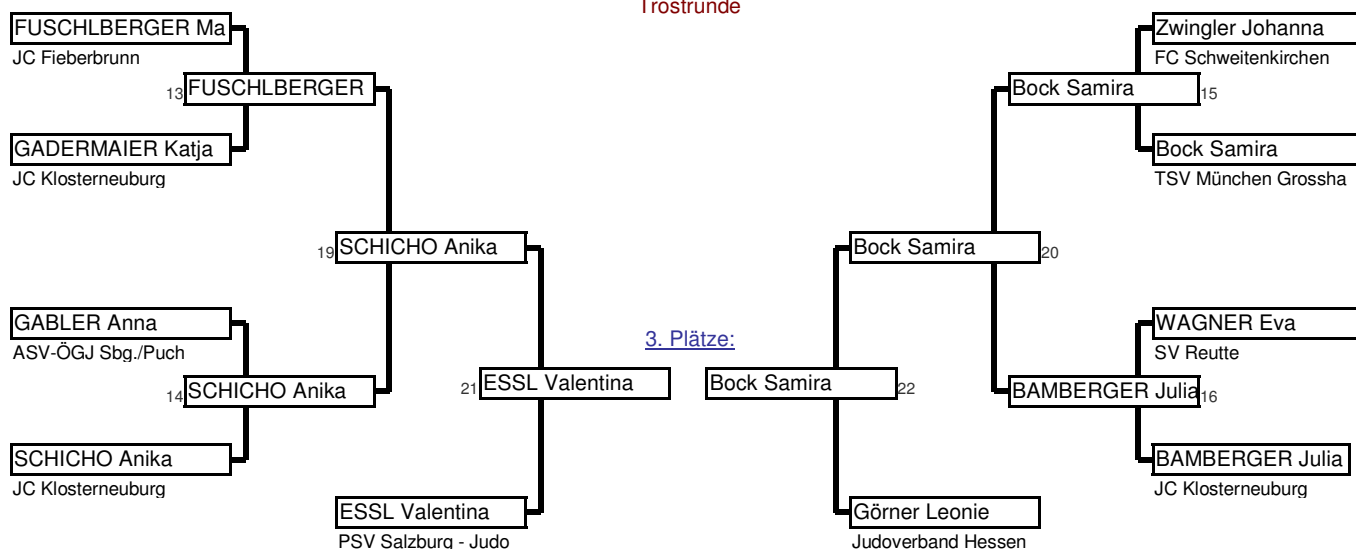 Trostrunde
FUSCHLBERGER Ma
JC Fieberbrunn
13 FUSCHLBERGER
GADERMAIER Katja
JC Klosterneuburg
19 SCHICHO Anika
GABLER Anna
ASV-ÖGJ Sbg./Puch
14 SCHICHO Anika
SCHICHO Anika
JC Klosterneuburg
21 ESSL Valentina
ESSL Valentina
PSV Salzburg - Judo
3. Plätze:
Zwingler Johanna
FC Schweitenkirchen
Bock Samira 15
Bock Samira
TSV München Grossha
Bock Samira 20
WAGNER Eva
SV Reutte
BAMBERGER Julia 16
BAMBERGER Julia
JC Klosterneuburg
Bock Samira 22
Görner Leonie
Judoverband Hessen